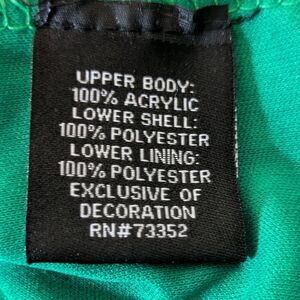 UPPER BODY:
100% ACRYLIC
LOWER SHELL:
100% POLYESTER
LOWER LINING:
100% POLYESTER
EXCLUSIVE OF
DECORATION
RN#73352